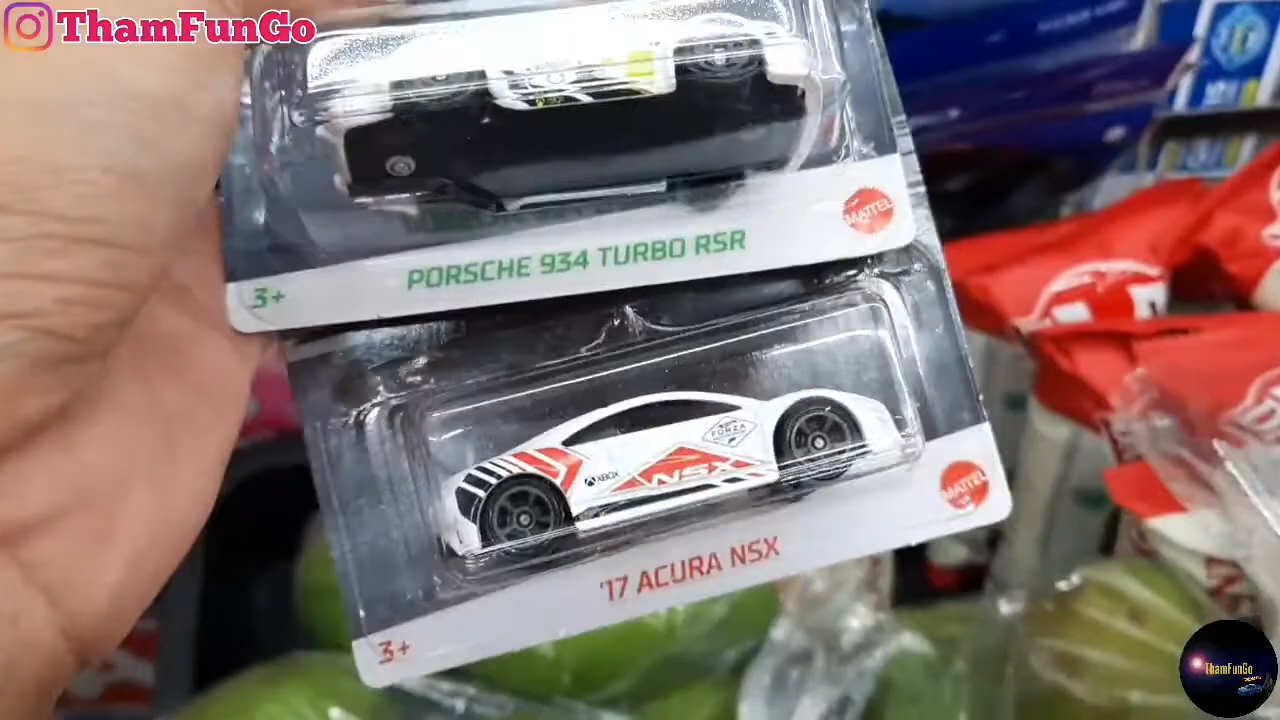 ThamFunGo
MATTEL
PORSCHE 934 TURBO RSR
3+
FORZA
XBOX
NSX
MATTEL
'17 ACURA NSX
3+
ThamFunGo